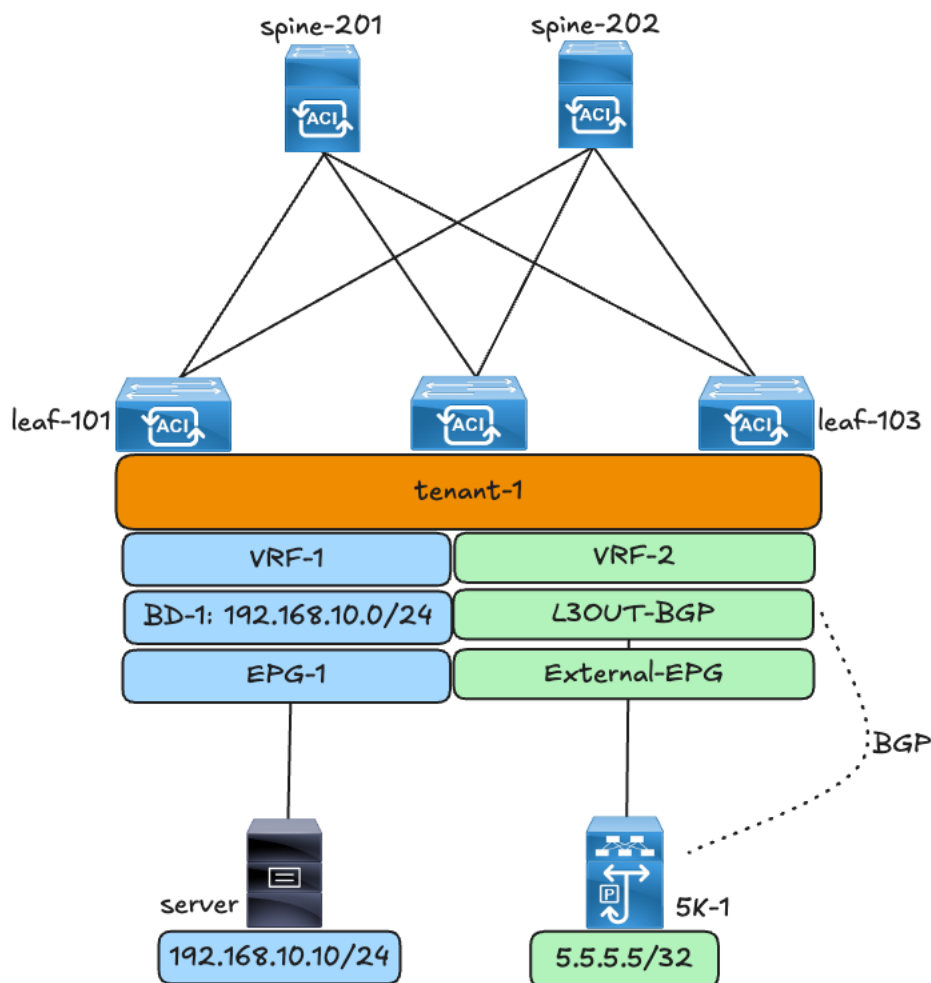 spine-201
spine-202
ACI
ACI
leaf-101
ACI
ACI
ACI
leaf-103
tenant-1
VRF-1
VRF-2
BD-1: 192.168.10.0/24
L3OUT-BGP
EPG-1
External-EPG
BGP
server
P
5K-1
192.168.10.10/24
5.5.5.5/32